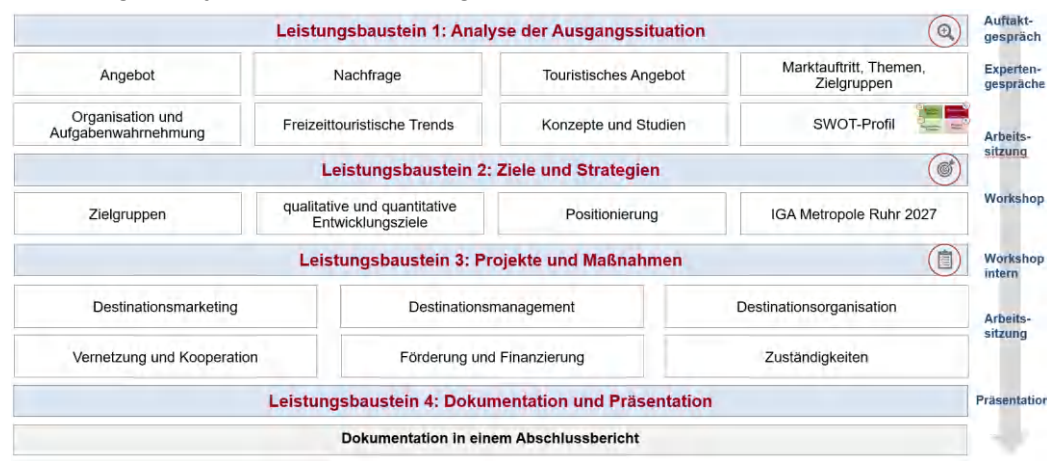 Leistungsbaustein 1: Analyse der Ausgangssituation
Auftakt-
gespräch
Angebot
Nachfrage
Touristisches Angebot
Marktauftritt, Themen,
Zielgruppen
Experten-
gespräche
Organisation und
Aufgabenwahrnehmung
Freizeittouristische Trends
Konzepte und Studien
SWOT-Profil
Arbeits-
sitzung
Leistungsbaustein 2: Ziele und Strategien
Zielgruppen
qualitative und quantitative
Entwicklungsziele
Positionierung
IGA Metropole Ruhr 2027
Workshop
Leistungsbaustein 3: Projekte und Maßnahmen
Workshop
intern
Destinationsmarketing
Destinationsmanagement
Destinationsorganisation
Arbeits-
sitzung
Vernetzung und Kooperation
Förderung und Finanzierung
Zuständigkeiten
Leistungsbaustein 4: Dokumentation und Präsentation
Präsentation
Dokumentation in einem Abschlussbericht